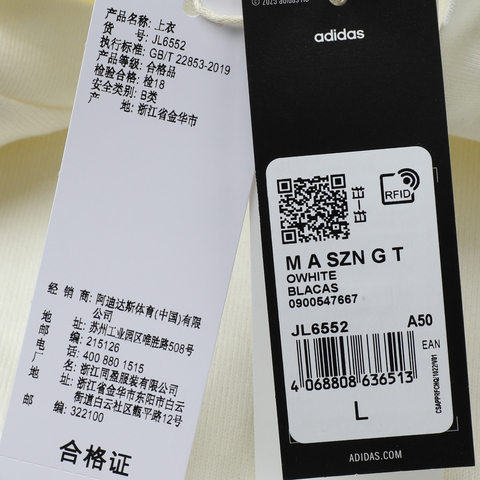 产品名称: 上衣
货 号: JL6552
执行标准: GB/T 22853-2019
产品等级: 合格品
检验合格: 检18
安全类别: B类
产 地: 浙江省金华市
经 销 商: 阿迪达斯体育(中国)有限
公司
地 址: 苏州工业园区唯胜路508号
邮 编: 215126
电 话: 400 880 1515
厂 名: 浙江同盈服装有限公司
地 址: 浙江省金华市东阳市白云
街道白云社区甑平路12号
邮 编: 322100
合格证
© 2025 adidas AG
adidas
RFID
M A SZN G T
OWHITE
BLACAS
0900547667
JL6552 A50
EAN
4 068808 636513
L
ADIDAS.COM